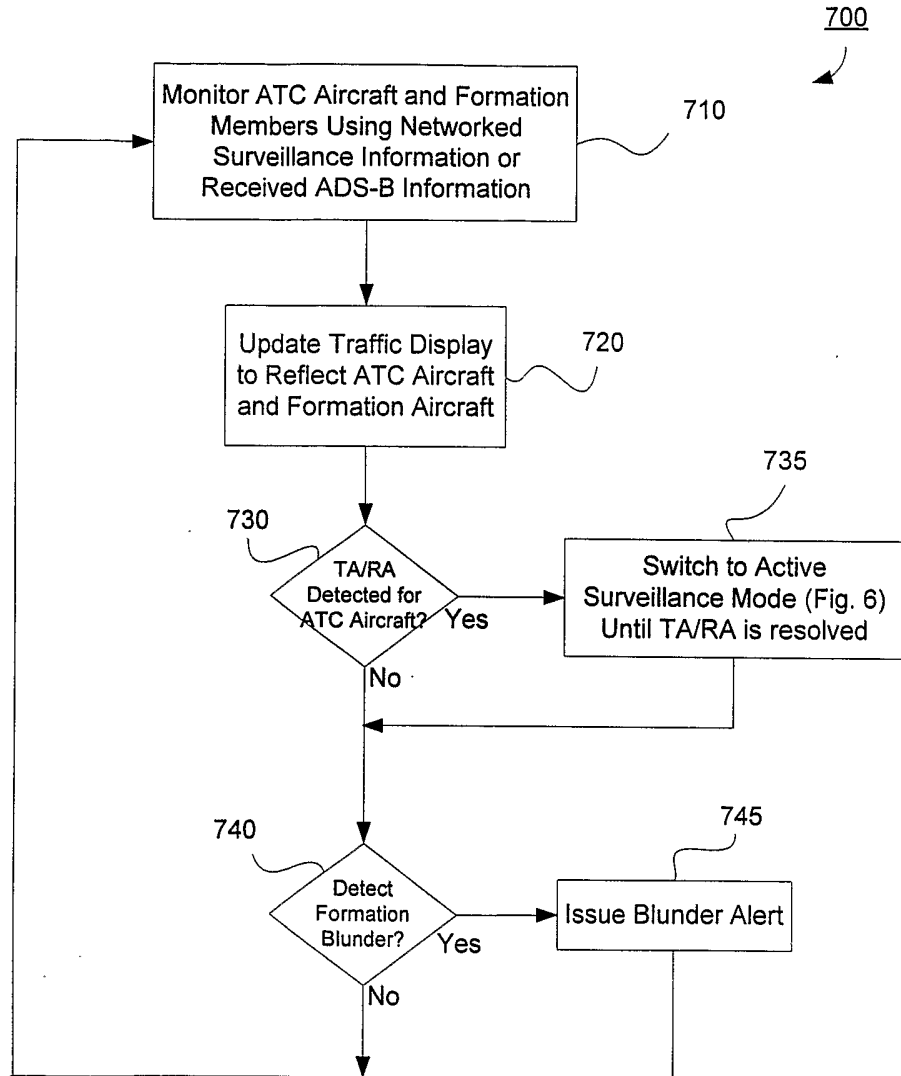 700
Monitor ATC Aircraft and Formation
Members Using Networked
Surveillance Information or
Received ADS-B Information
710
Update Traffic Display
to Reflect ATC Aircraft
and Formation Aircraft
720
730
TA/RA
Detected for
ATC Aircraft?
Yes
No
735
Switch to Active
Surveillance Mode (Fig. 6)
Until TA/RA is resolved
740
Detect
Formation
Blunder?
Yes
No
745
Issue Blunder Alert